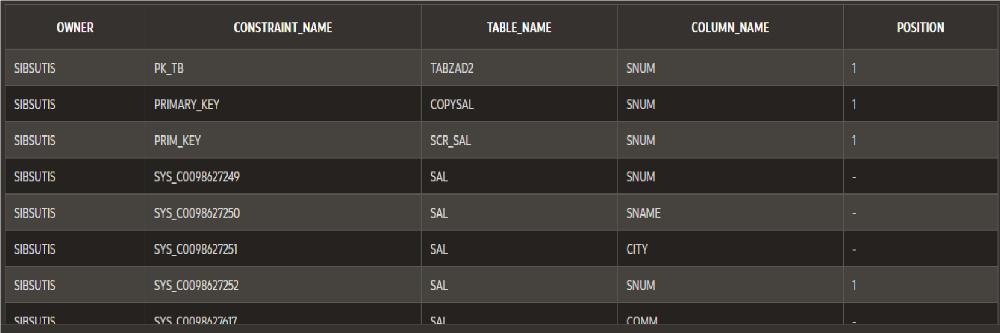 OWNER CONSTRAINT_NAME TABLE_NAME COLUMN_NAME POSITION
SIBSUTIS PK_TB TABZAD2 SNUM 1
SIBSUTIS PRIMARY_KEY COPYSAL SNUM 1
SIBSUTIS PRIM_KEY SCR_SAL SNUM 1
SIBSUTIS SYS_C0098627249 SAL SNUM -
SIBSUTIS SYS_C0098627250 SAL SNAME -
SIBSUTIS SYS_C0098627251 SAL CITY -
SIBSUTIS SYS_C0098627252 SAL SNUM 1
SIBSUTIS SYS_C0098627617 SAL COMM -